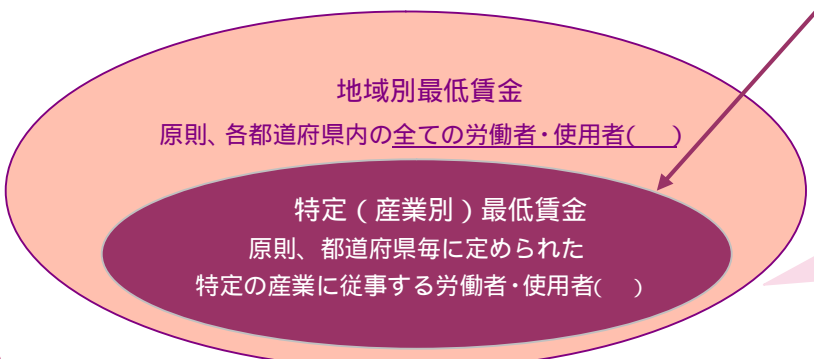 地域別最低賃金
原則、各都道府県内の全ての労働者・使用者(　)
特定(産業別)最低賃金
原則、都道府県毎に定められた
特定の産業に従事する労働者・使用者(　)